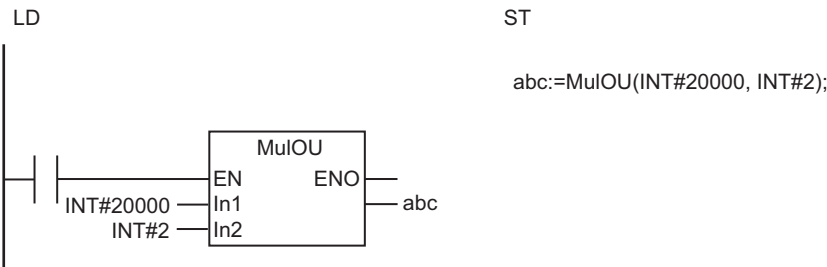 LD
ST
abc:=MulOU(INT#20000, INT#2);
MulOU
EN ENO
INT#20000 In1 abc
INT#2 In2